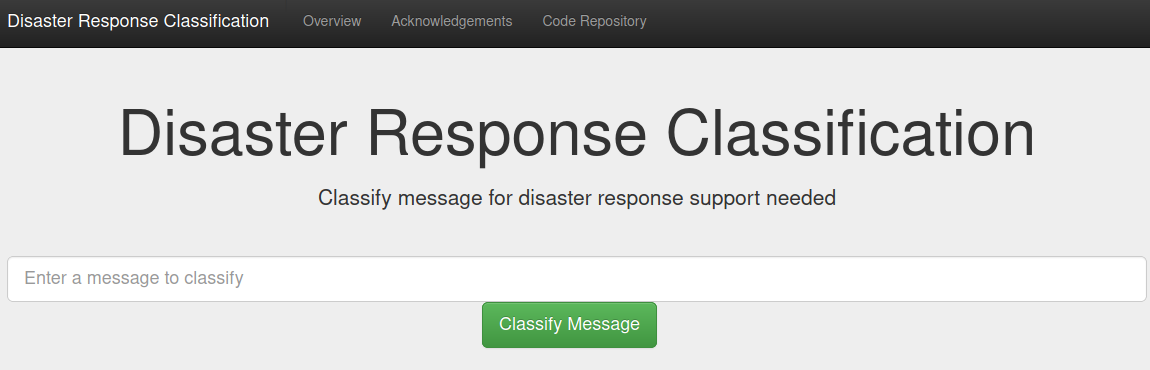 Disaster Response Classification Overview Acknowledgements Code Repository
Disaster Response Classification
Classify message for disaster response support needed
Enter a message to classify
Classify Message